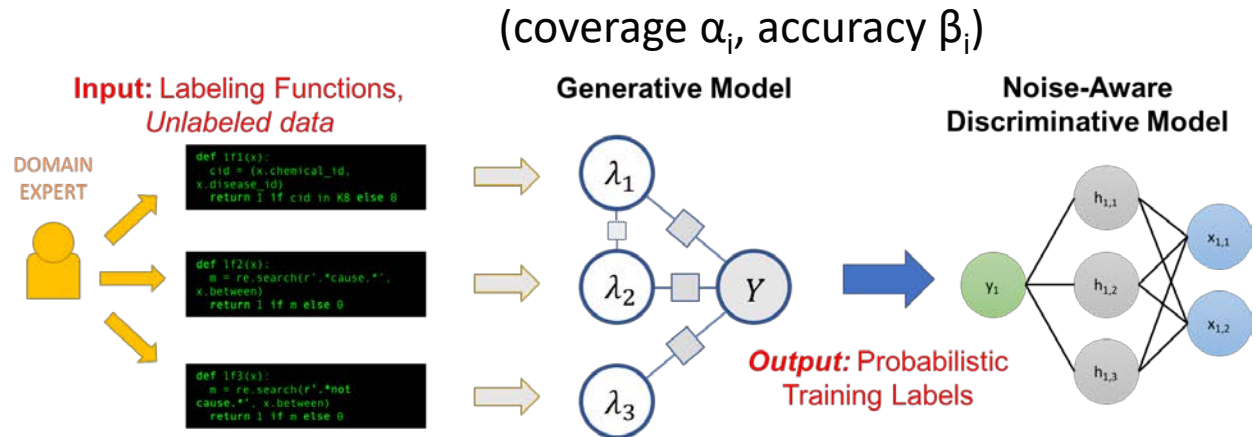 (coverage αᵢ, accuracy βᵢ)
Input: Labeling Functions,
Unlabeled data
Generative Model
Noise-Aware
Discriminative Model
DOMAIN
EXPERT
def lf1(x):
cid = (x.chemical_id,
x.disease_id)
return 1 if cid in KB else 0
def lf2(x):
m = re.search(r'.*cause.*',
x.between)
return 1 if m else 0
def lf3(x):
m = re.search(r'.*not
cause.*', x.between)
return 1 if m else 0
λ₁
λ₂
λ₃
Y
Output: Probabilistic
Training Labels
y₁
h₁,₁
h₁,₂
h₁,₃
x₁,₁
x₁,₂